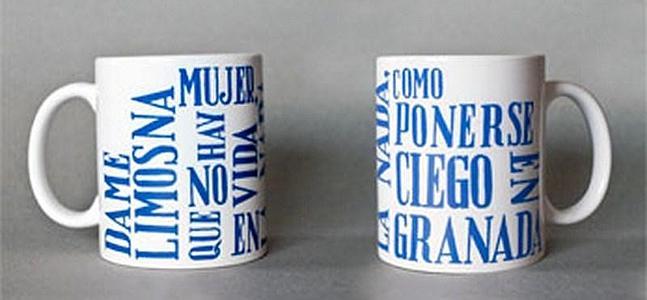 DAME
LIMOSNA
MUJER,
QUE NO HAY
VIDA
EN
LA NADA,
COMO
PONERSE
CIEGO
EN
GRANADA